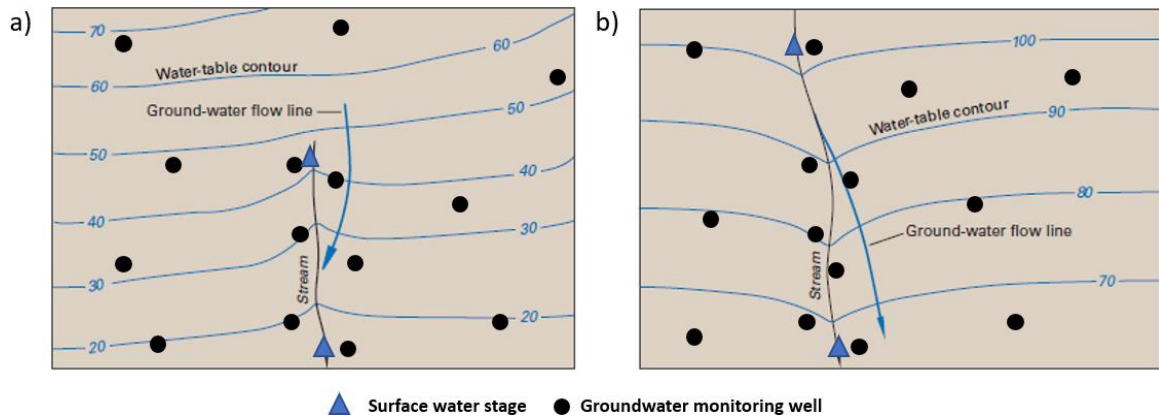 a)
70
60
Water-table contour
60
Ground-water flow line
50
50
40
40
30
Stream
30
20
20
b)
100
Water-table contour
90
80
Ground-water flow line
Stream
70
Surface water stage
Groundwater monitoring well